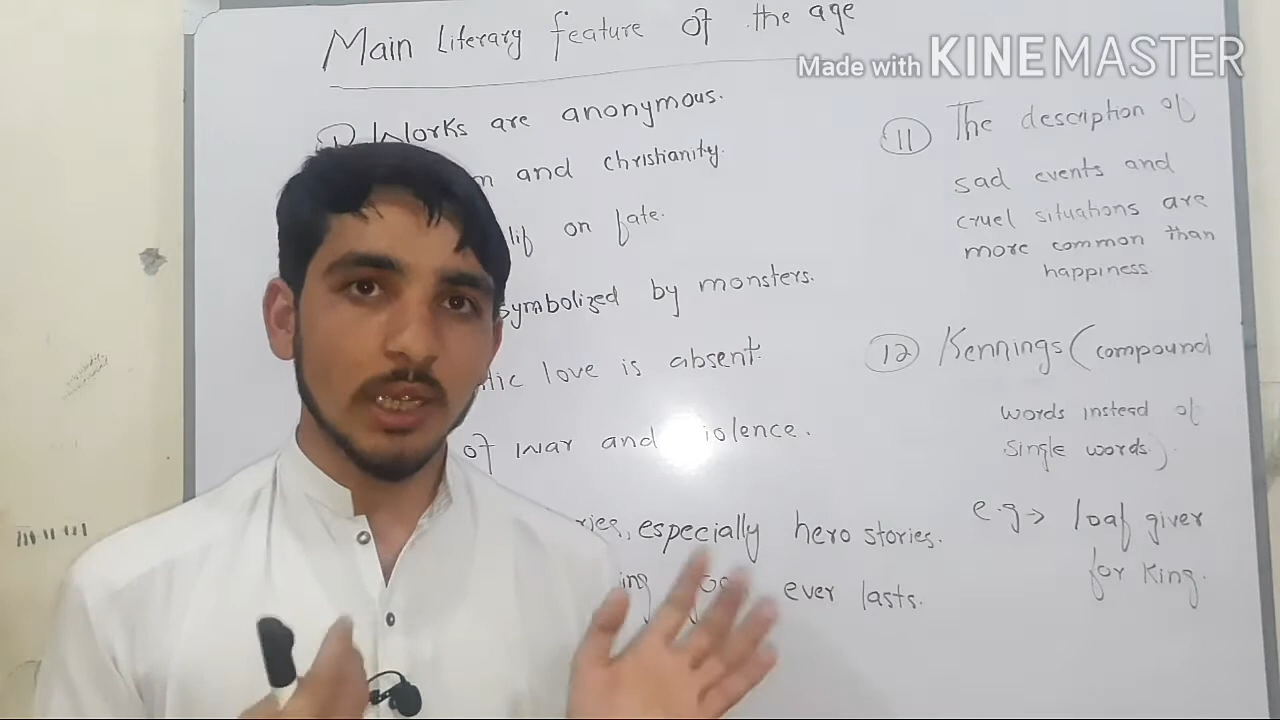 Main Literary feature of the age
Made with KINEMASTER
1 Works are anonymous.
and christianity.
on fate.
symbolized by monsters.
love is absent.
of war and violence.
especially hero stories.
ever lasts.
11 The description of
sad events and
cruel situations are
more common than
happiness.
12 Kennings (compound
words instead of
single words).
e.g → loaf giver
for King.